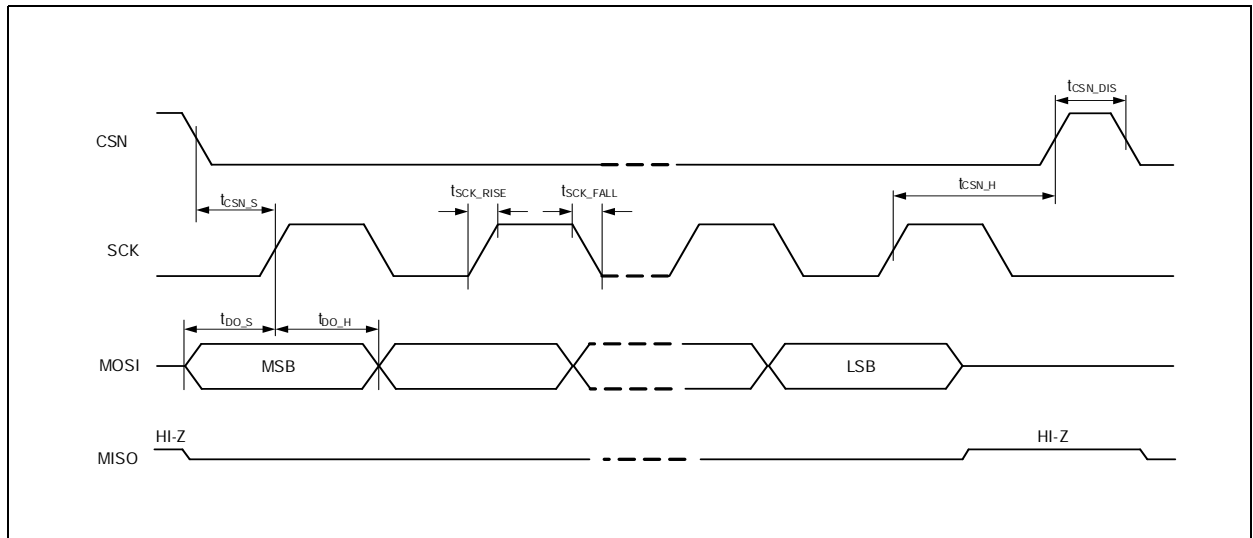 tCSN_DIS
CSN
tSCK_RISE
tSCK_FALL
tCSN_H
tCSN_S
SCK
tDO_S
tDO_H
MOSI
MSB
LSB
HI-Z
HI-Z
MISO